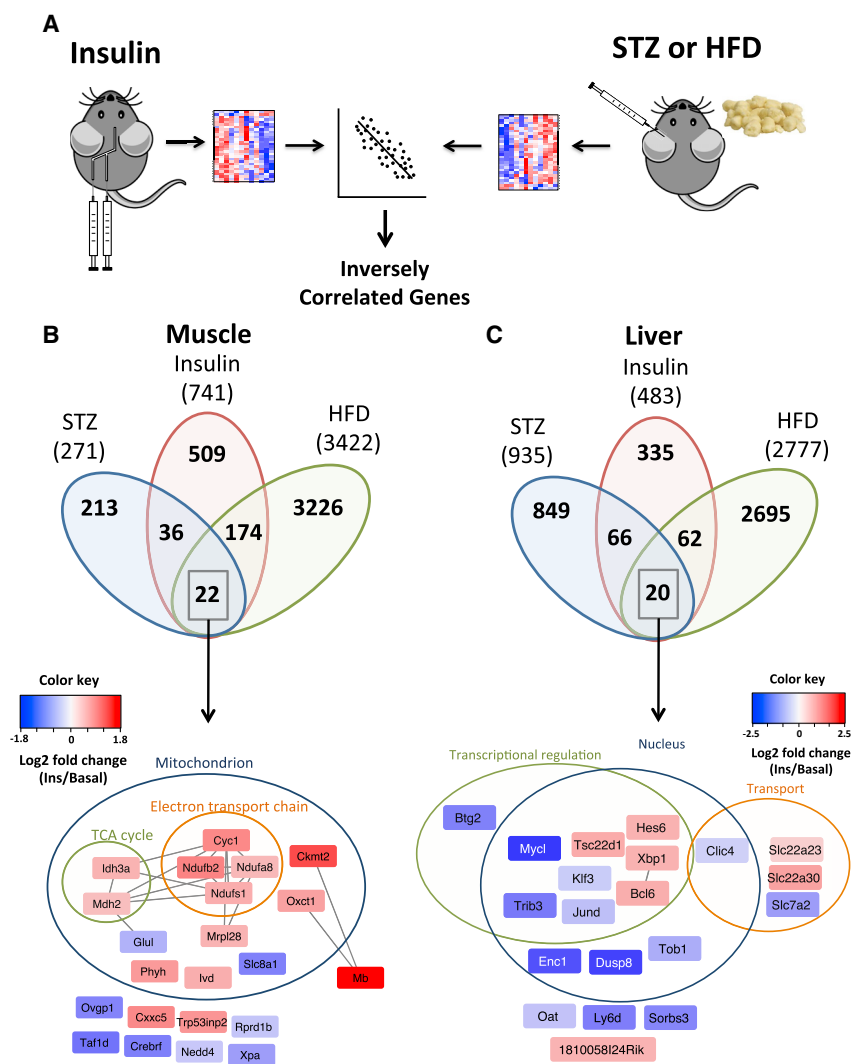 A
Insulin
STZ or HFD
Inversely
Correlated Genes
B
Muscle
Insulin
(741)
STZ
(271)
HFD
(3422)
509
213
3226
36
174
22
Color key
-1.8
0
1.8
Log2 fold change
(Ins/Basal)
Mitochondrion
Electron transport chain
TCA cycle
Cyc1
Idh3a
Ndufb2
Ndufa8
Ckmt2
Mdh2
Ndufs1
Oxct1
Glul
Mrpl28
Slc8a1
Phyh
Ivd
Mb
Ovgp1
Cxxc5
Trp53inp2
Rprd1b
Taf1d
Crebrf
Nedd4
Xpa
C
Liver
Insulin
(483)
STZ
(935)
HFD
(2777)
335
849
2695
66
62
20
Color key
-2.5
0
2.5
Log2 fold change
(Ins/Basal)
Nucleus
Transcriptional regulation
Transport
Btg2
Hes6
Mycl
Tsc22d1
Xbp1
Clic4
Slc22a23
Klf3
Bcl6
Slc22a30
Trib3
Jund
Slc7a2
Tob1
Enc1
Dusp8
Oat
Ly6d
Sorbs3
1810058I24Rik